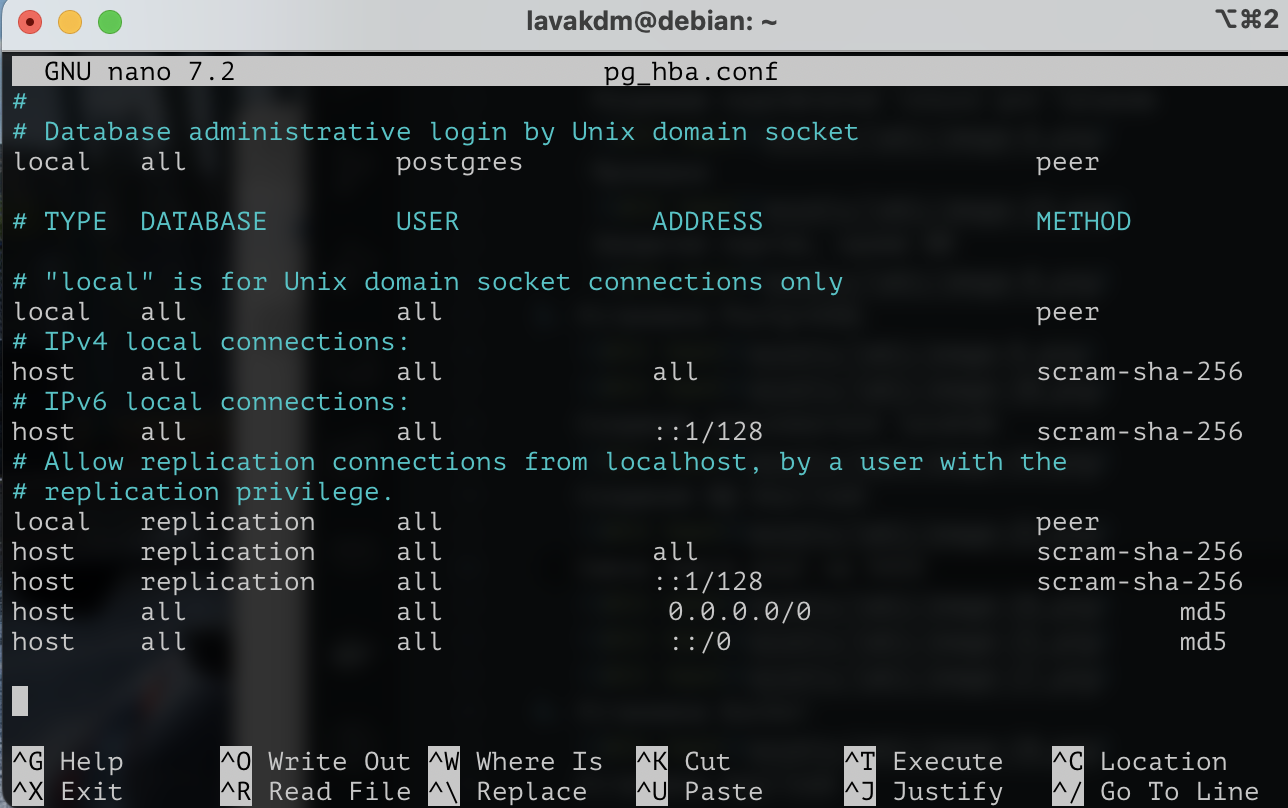 lavakdm@debian: ~ ⌥⌘2
GNU nano 7.2 pg_hba.conf
#
# Database administrative login by Unix domain socket
local all postgres peer
# TYPE DATABASE USER ADDRESS METHOD
# "local" is for Unix domain socket connections only
local all all peer
# IPv4 local connections:
host all all all scram-sha-256
# IPv6 local connections:
host all all ::1/128 scram-sha-256
# Allow replication connections from localhost, by a user with the
# replication privilege.
local replication all peer
host replication all all scram-sha-256
host replication all ::1/128 scram-sha-256
host all all 0.0.0.0/0 md5
host all all ::/0 md5
^G Help ^O Write Out ^W Where Is ^K Cut ^T Execute ^C Location
^X Exit ^R Read File ^\ Replace ^U Paste ^J Justify ^/ Go To Line